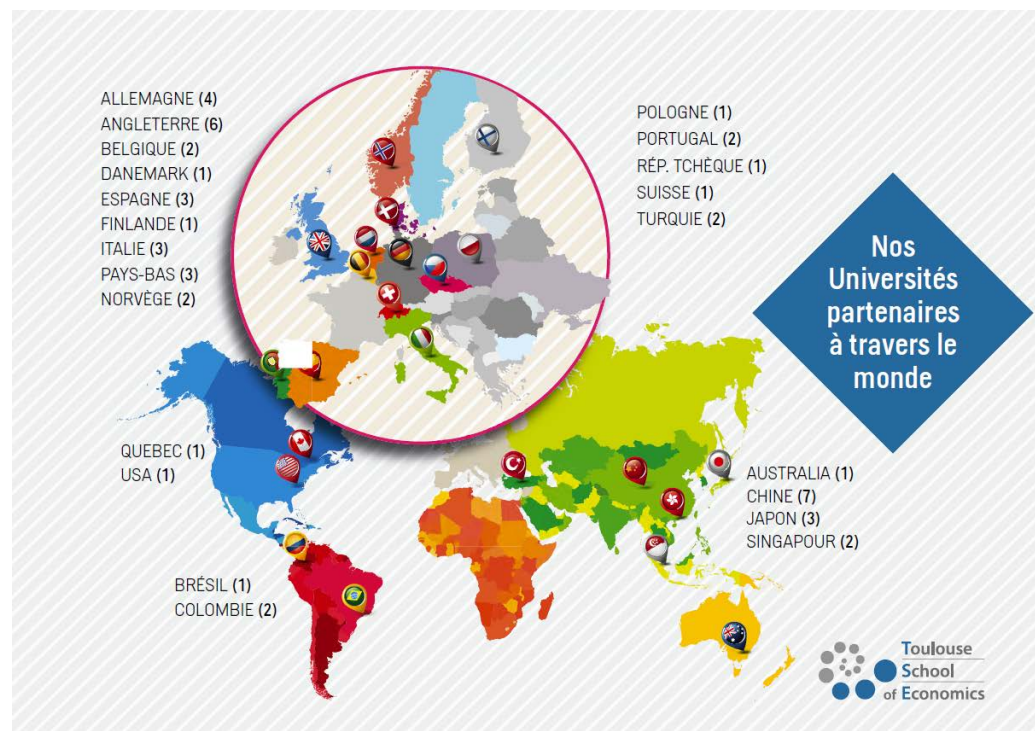 ALLEMAGNE (4)
ANGLETERRE (6)
BELGIQUE (2)
DANEMARK (1)
ESPAGNE (3)
FINLANDE (1)
ITALIE (3)
PAYS-BAS (3)
NORVÈGE (2)
POLOGNE (1)
PORTUGAL (2)
RÉP. TCHÈQUE (1)
SUISSE (1)
TURQUIE (2)
Nos
Universités
partenaires
à travers le
monde
QUEBEC (1)
USA (1)
AUSTRALIA (1)
CHINE (7)
JAPON (3)
SINGAPOUR (2)
BRÉSIL (1)
COLOMBIE (2)
Toulouse
School
of Economics